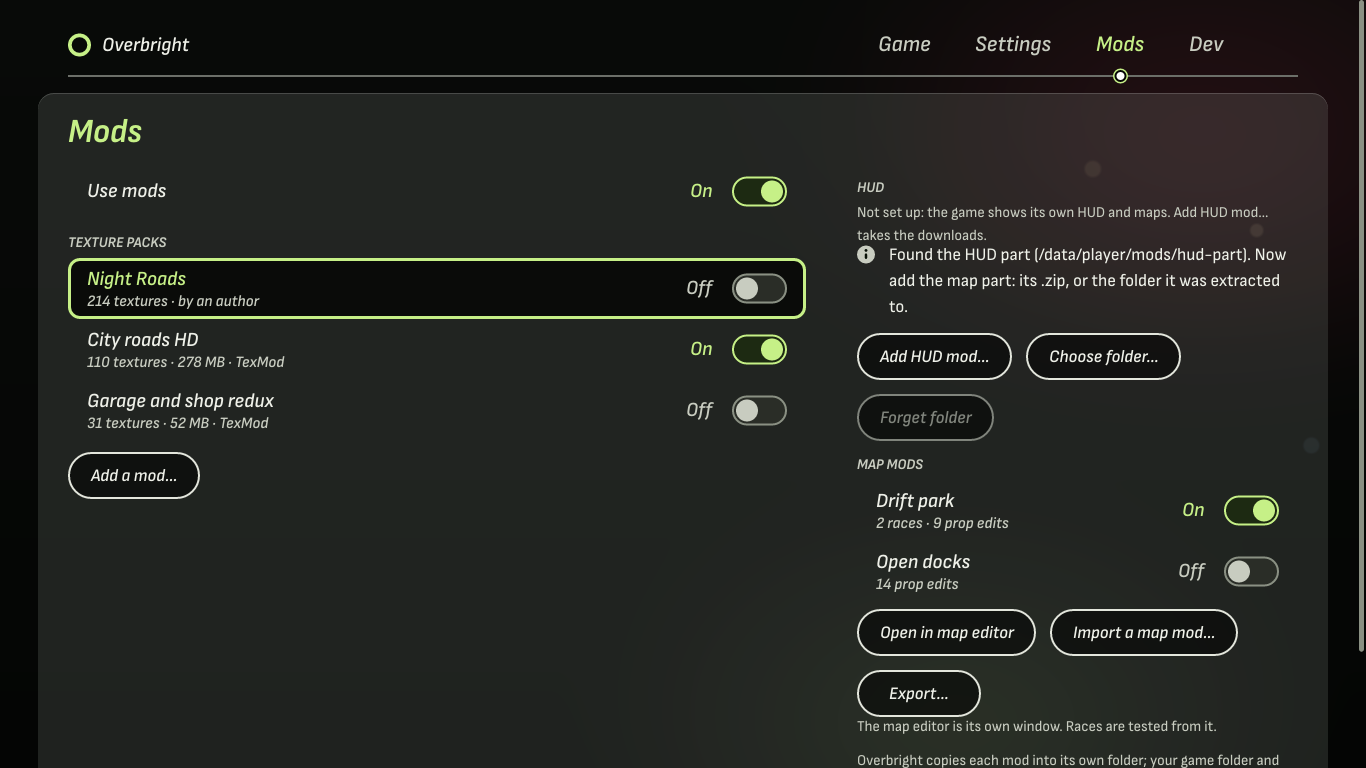 Overbright
Game
Settings
Mods
Dev
Mods
Use mods
On
TEXTURE PACKS
Night Roads
214 textures · by an author
Off
City roads HD
110 textures · 278 MB · TexMod
On
Garage and shop redux
31 textures · 52 MB · TexMod
Off
Add a mod...
HUD
Not set up: the game shows its own HUD and maps. Add HUD mod...
takes the downloads.
Found the HUD part (/data/player/mods/hud-part). Now
add the map part: its .zip, or the folder it was extracted
to.
Add HUD mod...
Choose folder...
Forget folder
MAP MODS
Drift park
2 races · 9 prop edits
On
Open docks
14 prop edits
Off
Open in map editor
Import a map mod...
Export...
The map editor is its own window. Races are tested from it.
Overbright copies each mod into its own folder; your game folder and